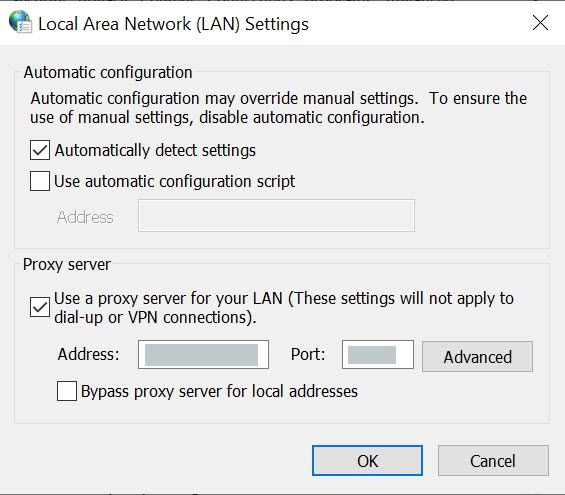 Local Area Network (LAN) Settings
Automatic configuration
Automatic configuration may override manual settings.  To ensure the
use of manual settings, disable automatic configuration.
Automatically detect settings
Use automatic configuration script
Address
Proxy server
Use a proxy server for your LAN (These settings will not apply to
dial-up or VPN connections).
Address: Port: Advanced
Bypass proxy server for local addresses
OK Cancel